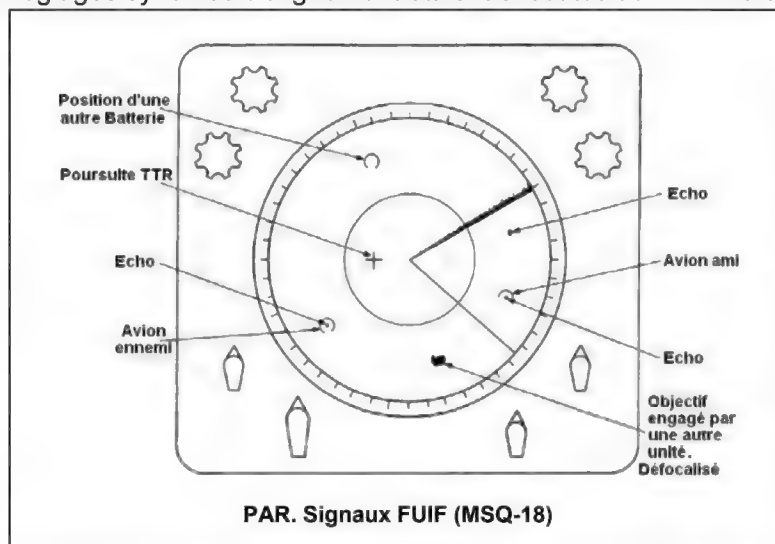 Position d'une
autre Batterie
Poursuite TTR
Echo
Avion
ennemi
Echo
Avion ami
Echo
Objectif
engagé par
une autre
unité.
Défocalisé
PAR. Signaux FUIF (MSQ-18)